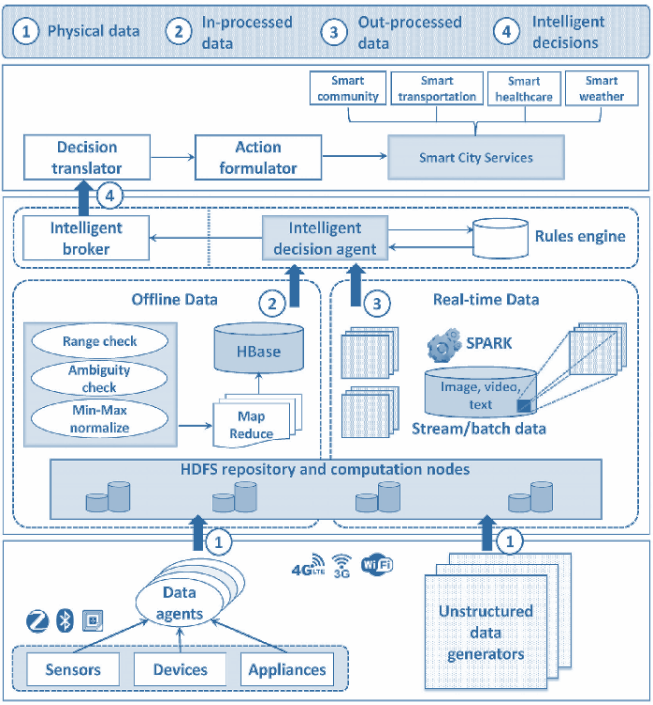 1 Physical data
2 In-processed
data
3 Out-processed
data
4 Intelligent
decisions
Smart
community
Smart
transportation
Smart
healthcare
Smart
weather
Decision
translator
Action
formulator
Smart City Services
4
Intelligent
broker
Intelligent
decision agent
Rules engine
Offline Data
2
3
Real-time Data
Range check
Ambiguity
check
Min-Max
normalize
HBase
Map
Reduce
SPARK
Image, video,
text
Stream/batch data
HDFS repository and computation nodes
1
1
4G LTE
3G
WiFi
Data
agents
Sensors
Devices
Appliances
Unstructured
data
generators